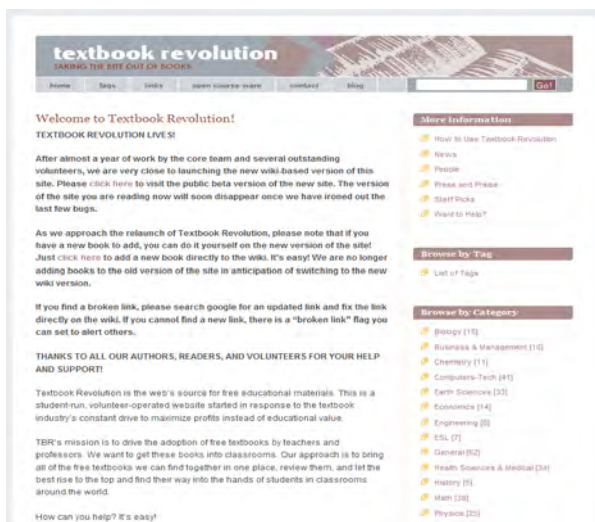 textbook revolution
TAKING THE BITE OUT OF BOOKS
home faqs links open source ware contact blog Go!
Welcome to Textbook Revolution!
TEXTBOOK REVOLUTION LIVES!
After almost a year of work by the core team and several outstanding
volunteers, we are very close to launching the new wiki-based version of this
site. Please click here to visit the public beta version of the new site. The version
of the site you are reading now will soon disappear once we have ironed out the
last few bugs.
As we approach the relaunch of Textbook Revolution, please note that if you
have a new book to add, you can do it yourself on the new version of the site!
Just click here to add a new book directly to the wiki. It's easy! We are no longer
adding books to the old version of the site in anticipation of switching to the new
wiki version.
If you find a broken link, please search google for an updated link and fix the link
directly on the wiki. If you cannot find a new link, there is a “broken link” flag you
can set to alert others.
THANKS TO ALL OUR AUTHORS, READERS, AND VOLUNTEERS FOR YOUR HELP
AND SUPPORT!
Textbook Revolution is the web's source for free educational materials. This is a
student-run, volunteer-operated website started in response to the textbook
industry's constant drive to maximize profits instead of educational value.
TBR's mission is to drive the adoption of free textbooks by teachers and
professors. We want to get these books into classrooms. Our approach is to bring
all of the free textbooks we can find together in one place, review them, and let the
best rise to the top and find their way into the hands of students in classrooms
around the world.
How can you help? It's easy!
More Information
How to Use Textbook Revolution
News
People
Press and Praise
Staff Picks
Want to Help?
Browse by Tag
List of Tags
Browse by Category
Biology [15]
Business & Management
Chemistry [11]
Computers-Tech [41]
Earth Sciences [33]
Economics [14]
Engineering
ESL [7]
General [62]
Health Sciences & Medical
History
Math
Physics [25]